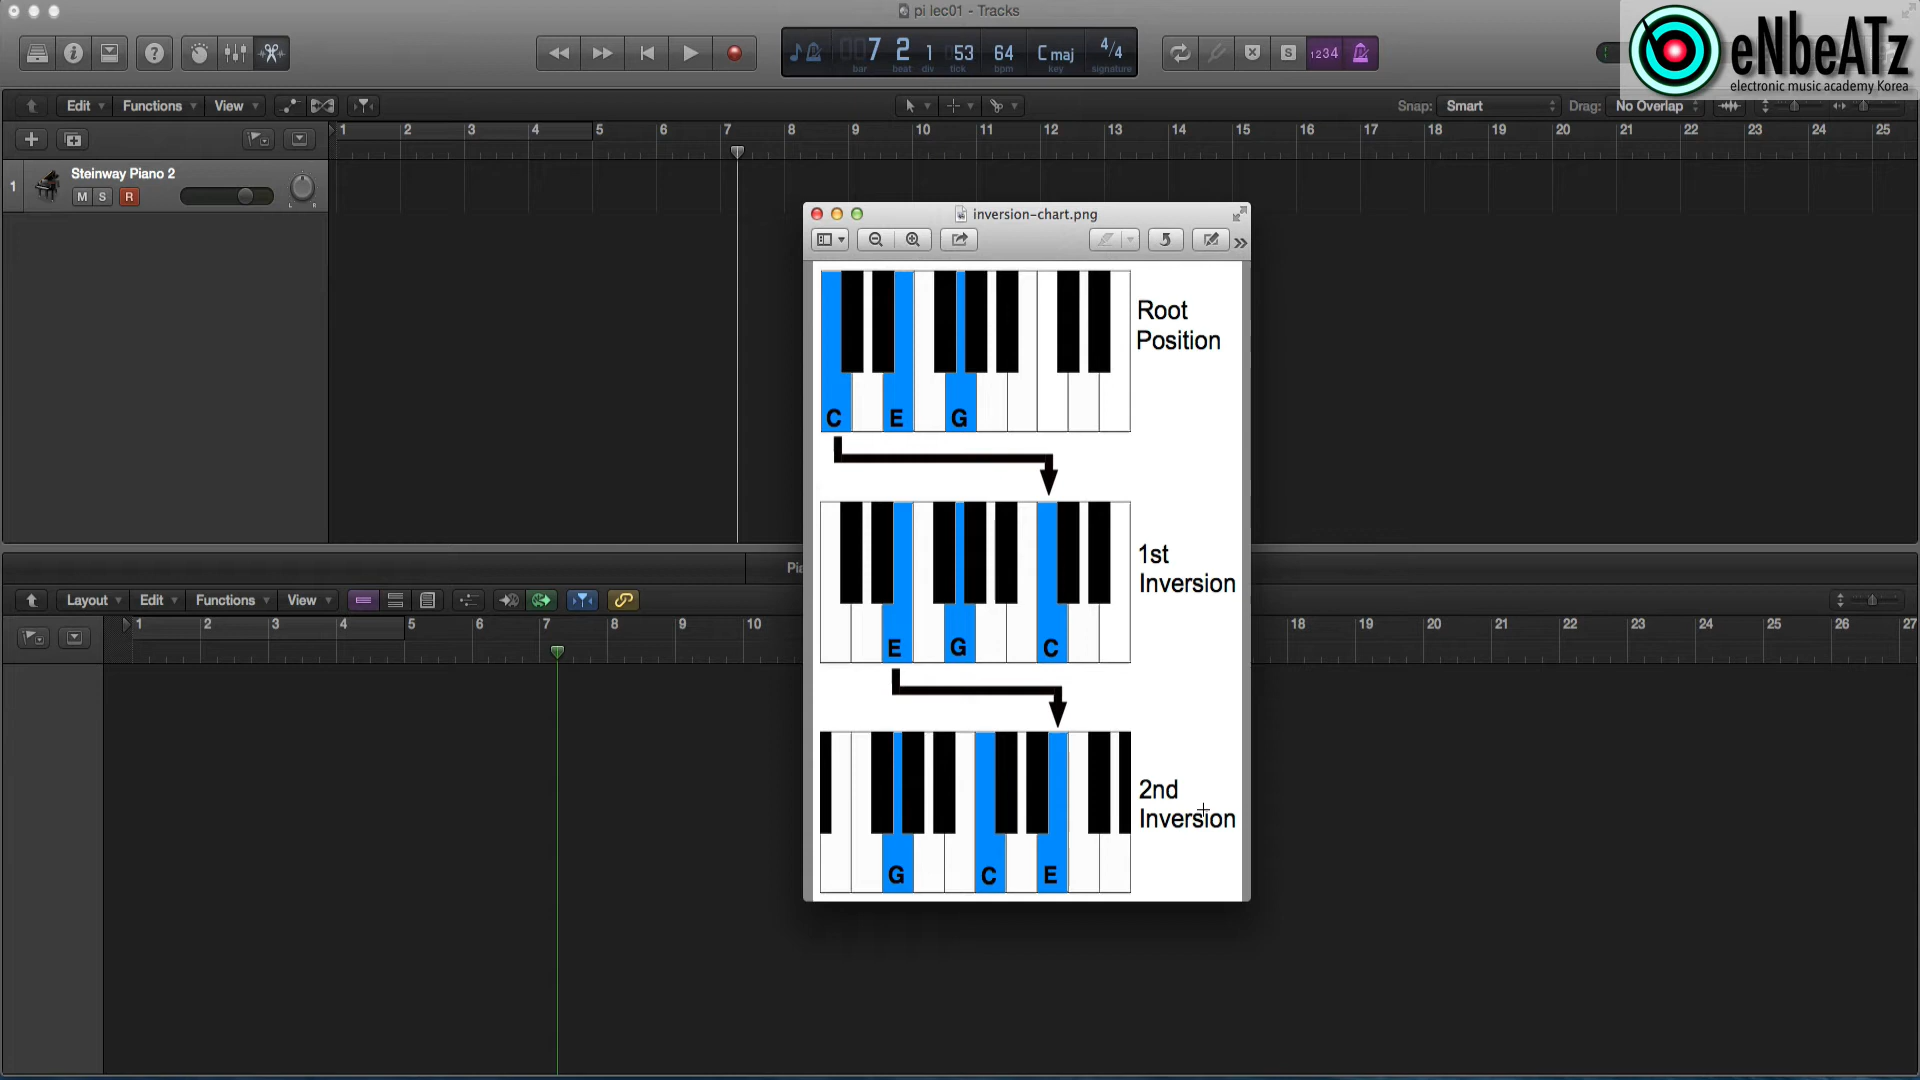 pi lec01 - Tracks
eNbeATz
electronic music academy Korea
7 2 1 53 64 Cmaj 4/4
bar beat div tick bpm key signature
1234
Edit Functions View
Snap: Smart Drag: No Overlap
1 2 3 4 5 6 7 8 9 10 11 12 13 14 15 16 17 18 19 20 21 22 23 24 25
1 Steinway Piano 2
M S R
L R
inversion-chart.png
Root
Position
C E G
1st
Inversion
E G C
2nd
Inversion
G C E
Layout Edit Functions View
1 2 3 4 5 6 7 8 9 10 18 19 20 21 22 23 24 25 26 27